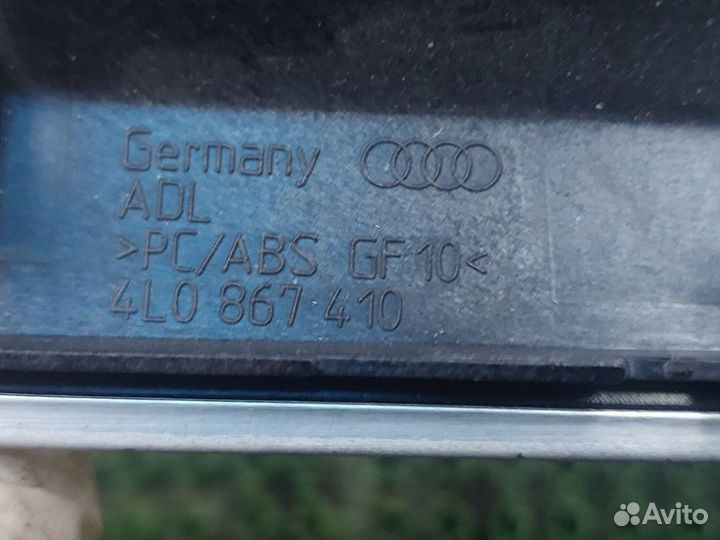 Germany
ADL
>PC/ABS GF10<
4L0 867 410
Avito